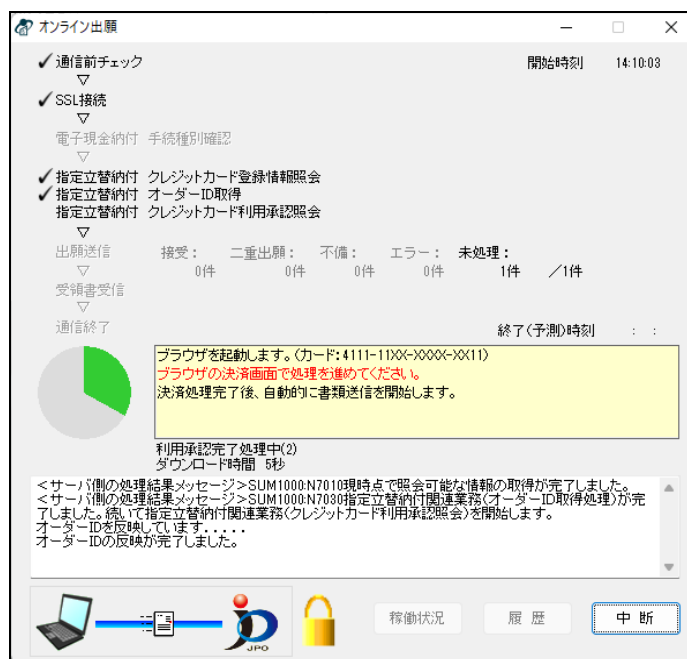 オンライン出願
通信前チェック 開始時刻 14:10:03
▽
SSL接続
▽
電子現金納付 手続種別確認
▽
指定立替納付 クレジットカード登録情報照会
指定立替納付 オーダーID取得
指定立替納付 クレジットカード利用承認照会
▽
出願送信 接受： 二重出願： 不備： エラー： 未処理：
▽ 0件 0件 0件 0件 1件 ／1件
受領書受信
▽
通信終了 終了(予測)時刻 : :
ブラウザを起動します。(カード:4111-11XX-XXXX-XX11)
ブラウザの決済画面で処理を進めてください。
決済処理完了後、自動的に書類送信を開始します。
利用承認完了処理中(2)
ダウンロード時間 5秒
＜サーバ側の処理結果メッセージ＞SUM1000:N7010現時点で照会可能な情報の取得が完了しました。
＜サーバ側の処理結果メッセージ＞SUM1000:N7030指定立替納付関連業務(オーダーID取得処理)が完
了しました。続いて指定立替納付関連業務(クレジットカード利用承認照会)を開始します。
オーダーIDを反映しています.....
オーダーIDの反映が完了しました。
JPO
稼働状況 履 歴 中 断